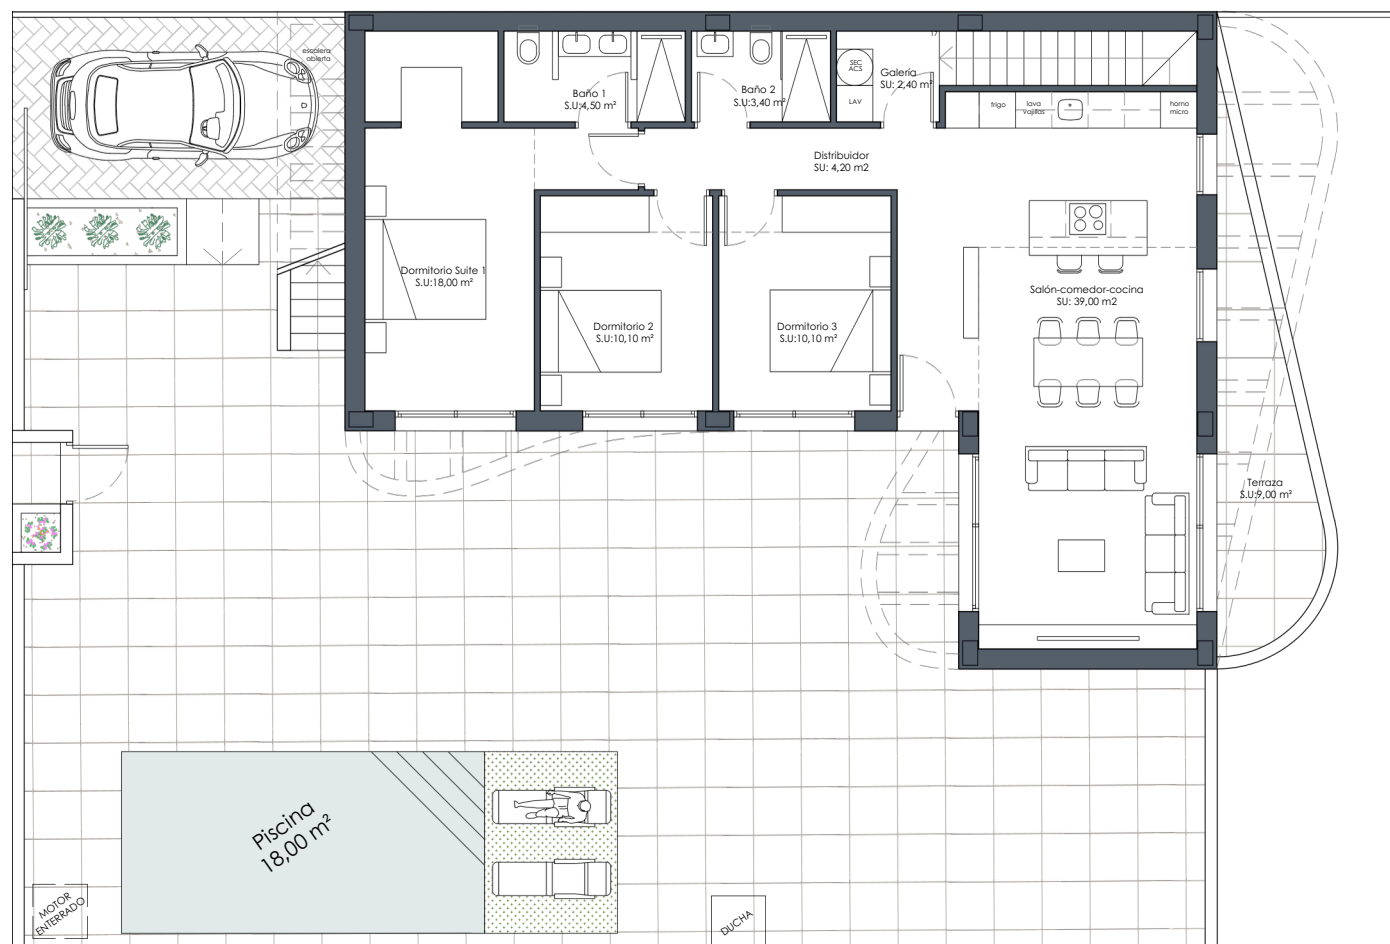 escalera
abierta
Baño 1
S.U:4,50 m²
Baño 2
S.U:3,40 m²
SEC
ACS
LAV
Galería
SU: 2,40 m²
17
frigo
lava
vajillas
horno
micro
Distribuidor
SU: 4,20 m2
Dormitorio Suite 1
S.U:18,00 m²
Dormitorio 2
S.U:10,10 m²
Dormitorio 3
S.U:10,10 m²
Salón-comedor-cocina
SU: 39,00 m2
Terraza
S.U:9,00 m²
Piscina
18,00 m²
MOTOR
ENTERRADO
DUCHA